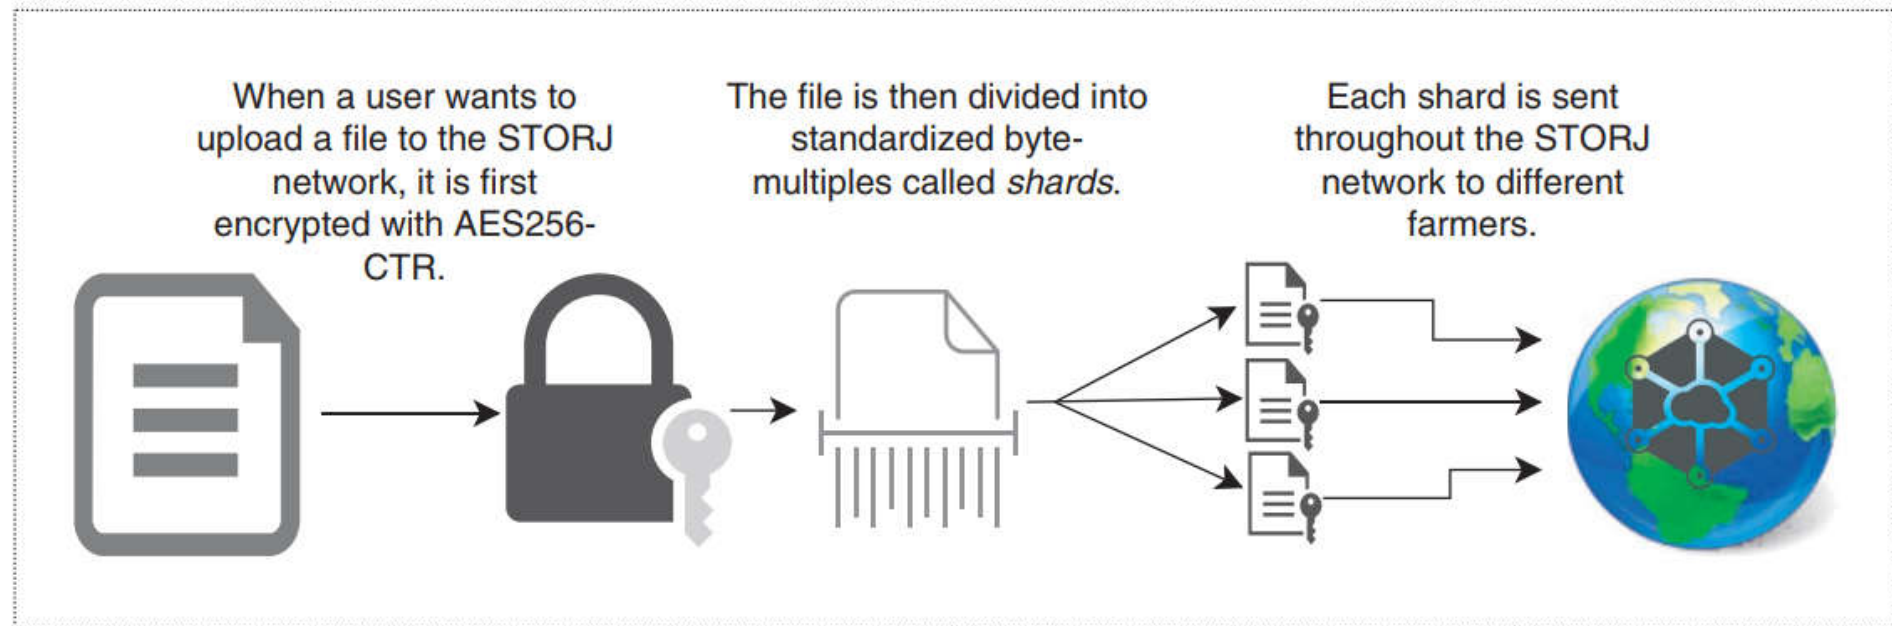 When a user wants to
upload a file to the STORJ
network, it is first
encrypted with AES256-
CTR.
The file is then divided into
standardized byte-
multiples called shards.
Each shard is sent
throughout the STORJ
network to different
farmers.